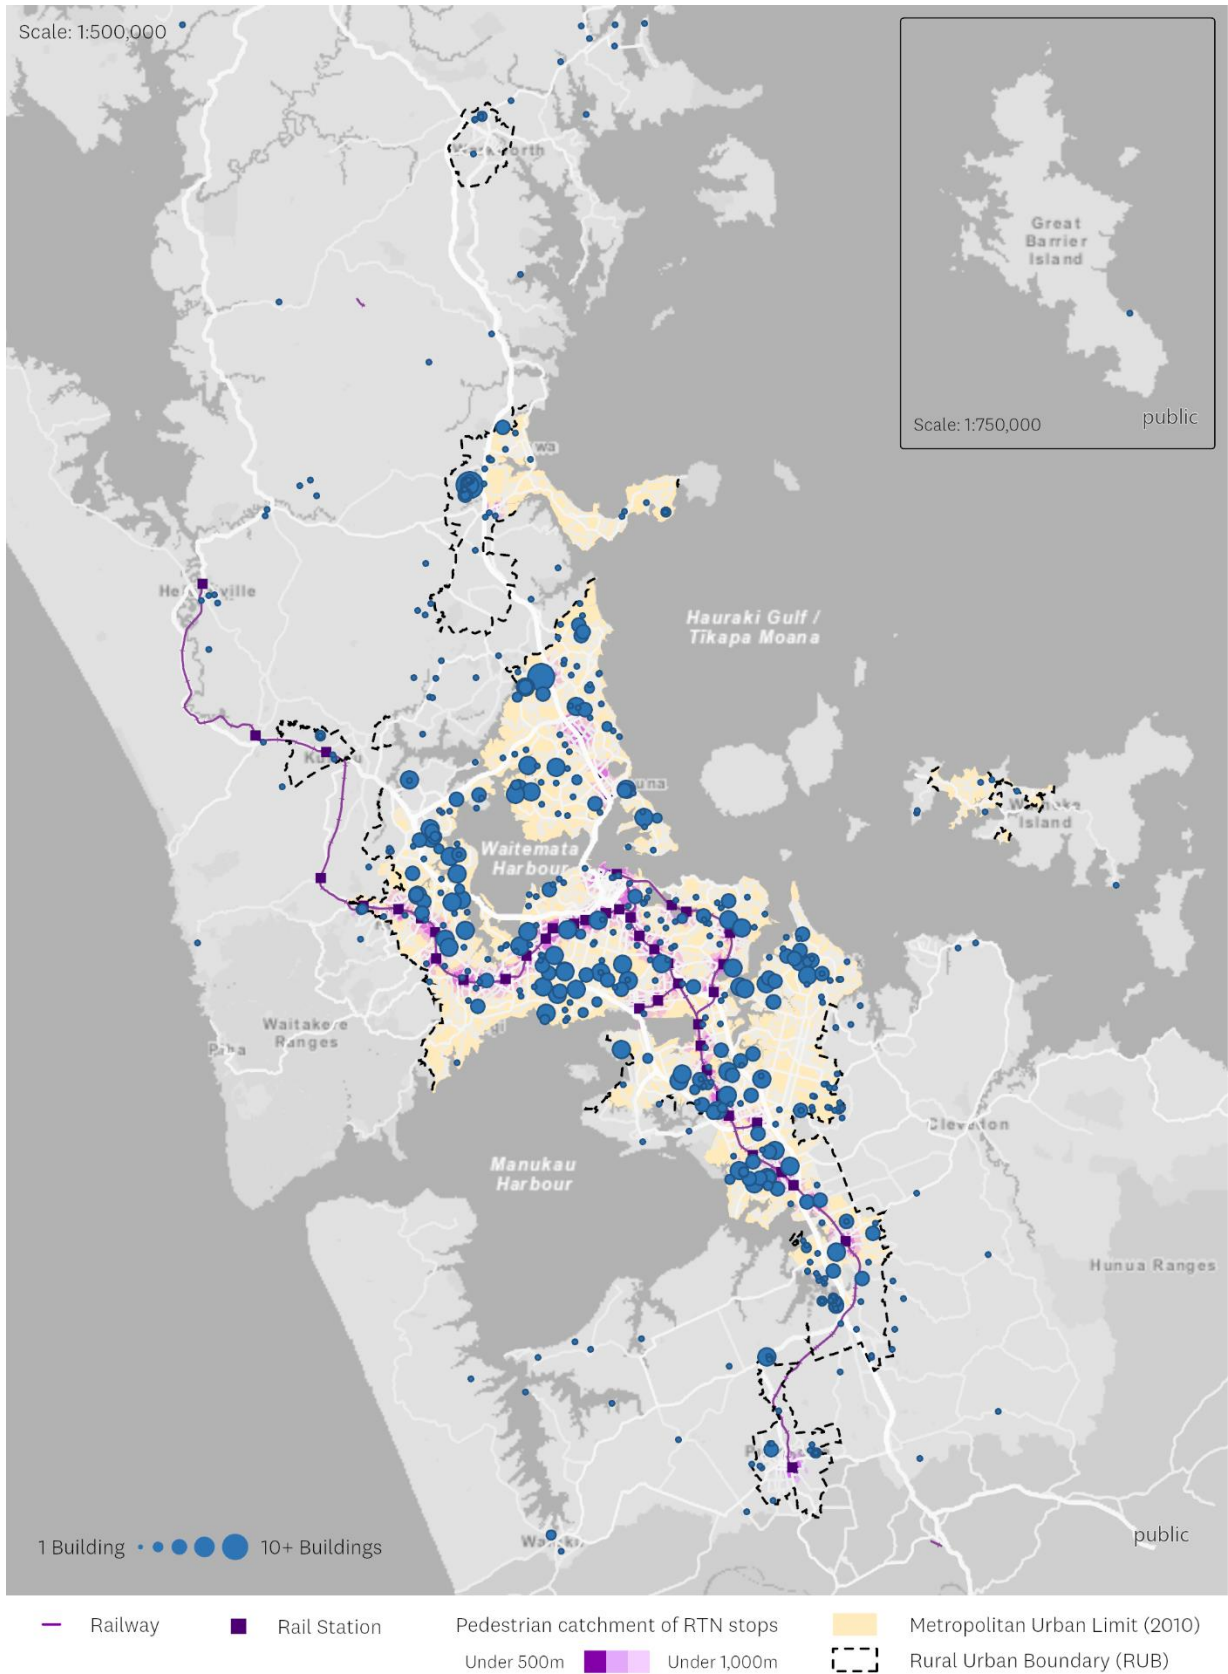 Scale: 1:500,000
Great
Barrier
Island
public
Scale: 1:750,000
Hauraki Gulf /
Tīkapa Moana
Waitemata
Harbour
Island
Waitakere
Ranges
Clevedon
Manukau
Harbour
Hunua Ranges
public
1 Building
10+ Buildings
Railway
Rail Station
Pedestrian catchment of RTN stops
Under 500m
Under 1,000m
Metropolitan Urban Limit (2010)
Rural Urban Boundary (RUB)